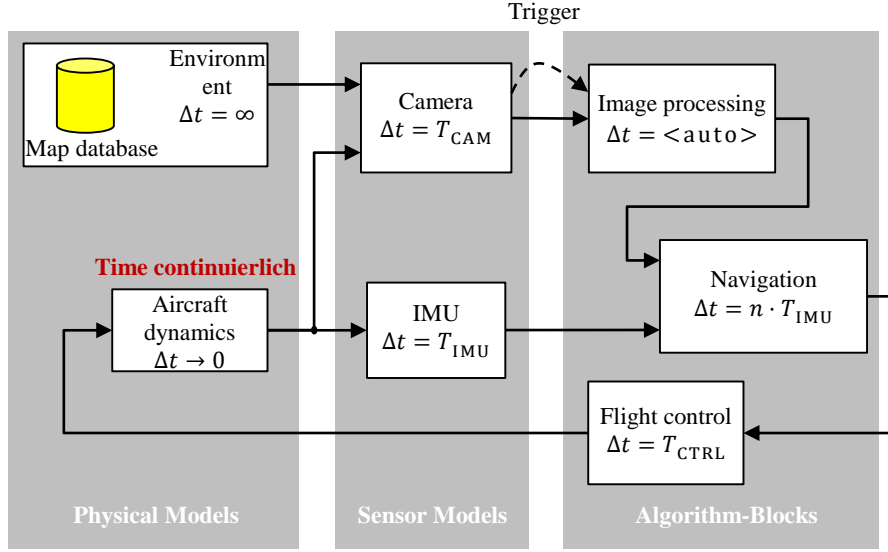 Trigger
Environm
ent
Δt = ∞
Map database
Camera
Δt = T_CAM
Image processing
Δt = <auto>
Time continuierlich
Aircraft
dynamics
Δt → 0
IMU
Δt = T_IMU
Navigation
Δt = n · T_IMU
Flight control
Δt = T_CTRL
Physical Models
Sensor Models
Algorithm-Blocks